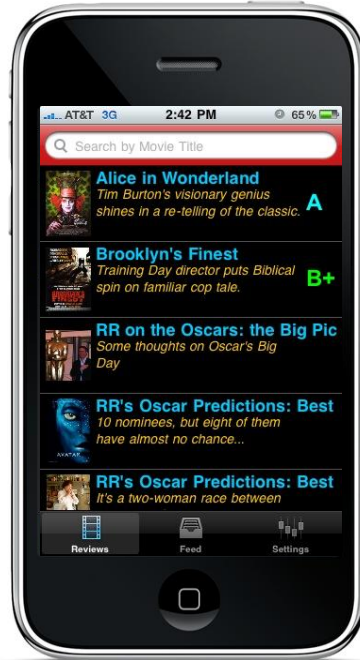 AT&T 3G 2:42 PM 65%
Search by Movie Title
Alice in Wonderland
Tim Burton's visionary genius
shines in a re-telling of the classic.
A
Brooklyn's Finest
Training Day director puts Biblical
spin on familiar cop tale.
B+
RR on the Oscars: the Big Pic
Some thoughts on Oscar's Big
Day
RR's Oscar Predictions: Best
10 nominees, but eight of them
have almost no chance...
AVATAR
RR's Oscar Predictions: Best
It's a two-woman race between
Reviews Feed Settings